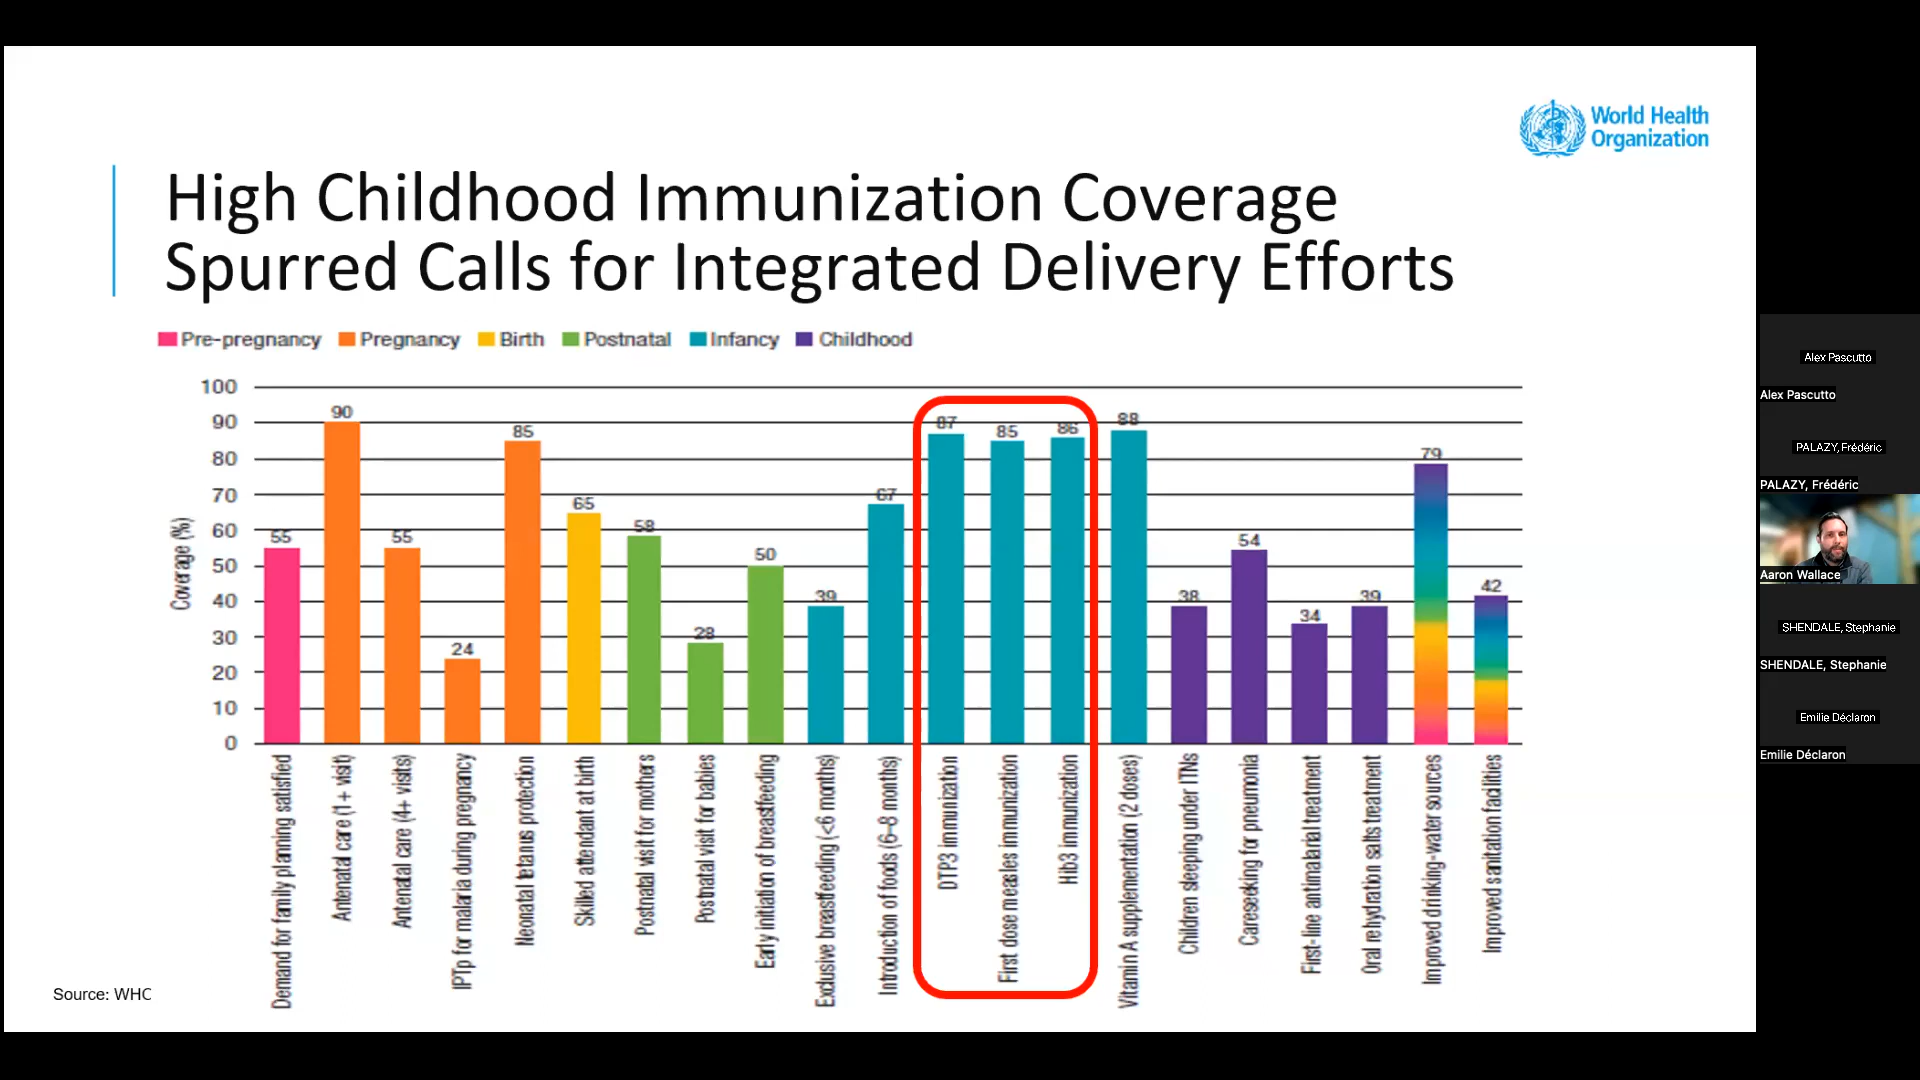 World Health
Organization
High Childhood Immunization Coverage
Spurred Calls for Integrated Delivery Efforts
Pre-pregnancy Pregnancy Birth Postnatal Infancy Childhood
Coverage (%)
100
90
80
70
60
50
40
30
20
10
0
55
90
55
24
85
65
58
28
50
39
67
87
85
86
88
38
54
34
39
79
42
Demand for family planning satisfied
Antenatal care (1+ visit)
Antenatal care (4+ visits)
IPTp for malaria during pregnancy
Neonatal tetanus protection
Skilled attendant at birth
Postnatal visit for mothers
Postnatal visit for babies
Early initiation of breastfeeding
Exclusive breastfeeding (<6 months)
Introduction of foods (6–8 months)
DTP3 immunization
First dose measles immunization
Hib3 immunization
Vitamin A supplementation (2 doses)
Children sleeping under ITNs
Careseeking for pneumonia
First-line antimalarial treatment
Oral rehydration salts treatment
Improved drinking-water sources
Improved sanitation facilities
Source: WHO
Alex Pascutto
Alex Pascutto
PALAZY, Frédéric
PALAZY, Frédéric
Aaron Wallace
SHENDALE, Stephanie
SHENDALE, Stephanie
Emilie Déclaron
Emilie Déclaron